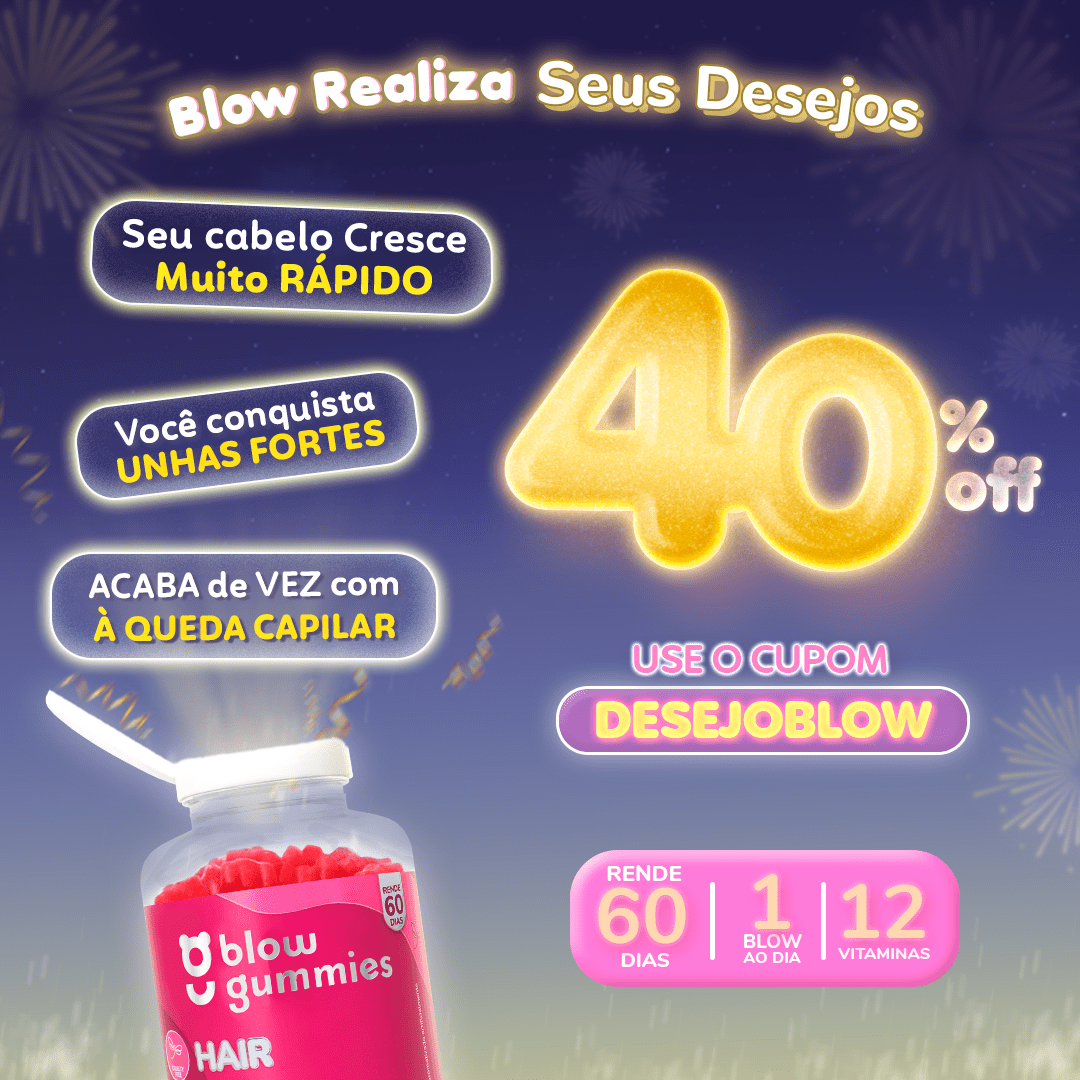 Blow Realiza Seus Desejos
Seu cabelo Cresce
Muito RÁPIDO
Você conquista
UNHAS FORTES
ACABA de VEZ com
À QUEDA CAPILAR
40
%
off
USE O CUPOM
DESEJOBLOW
RENDE
60
DIAS
1
BLOW
AO DIA
12
VITAMINAS
RENDE
60
DIAS
blow
gummies
HAIR
CRUELTY
FREE